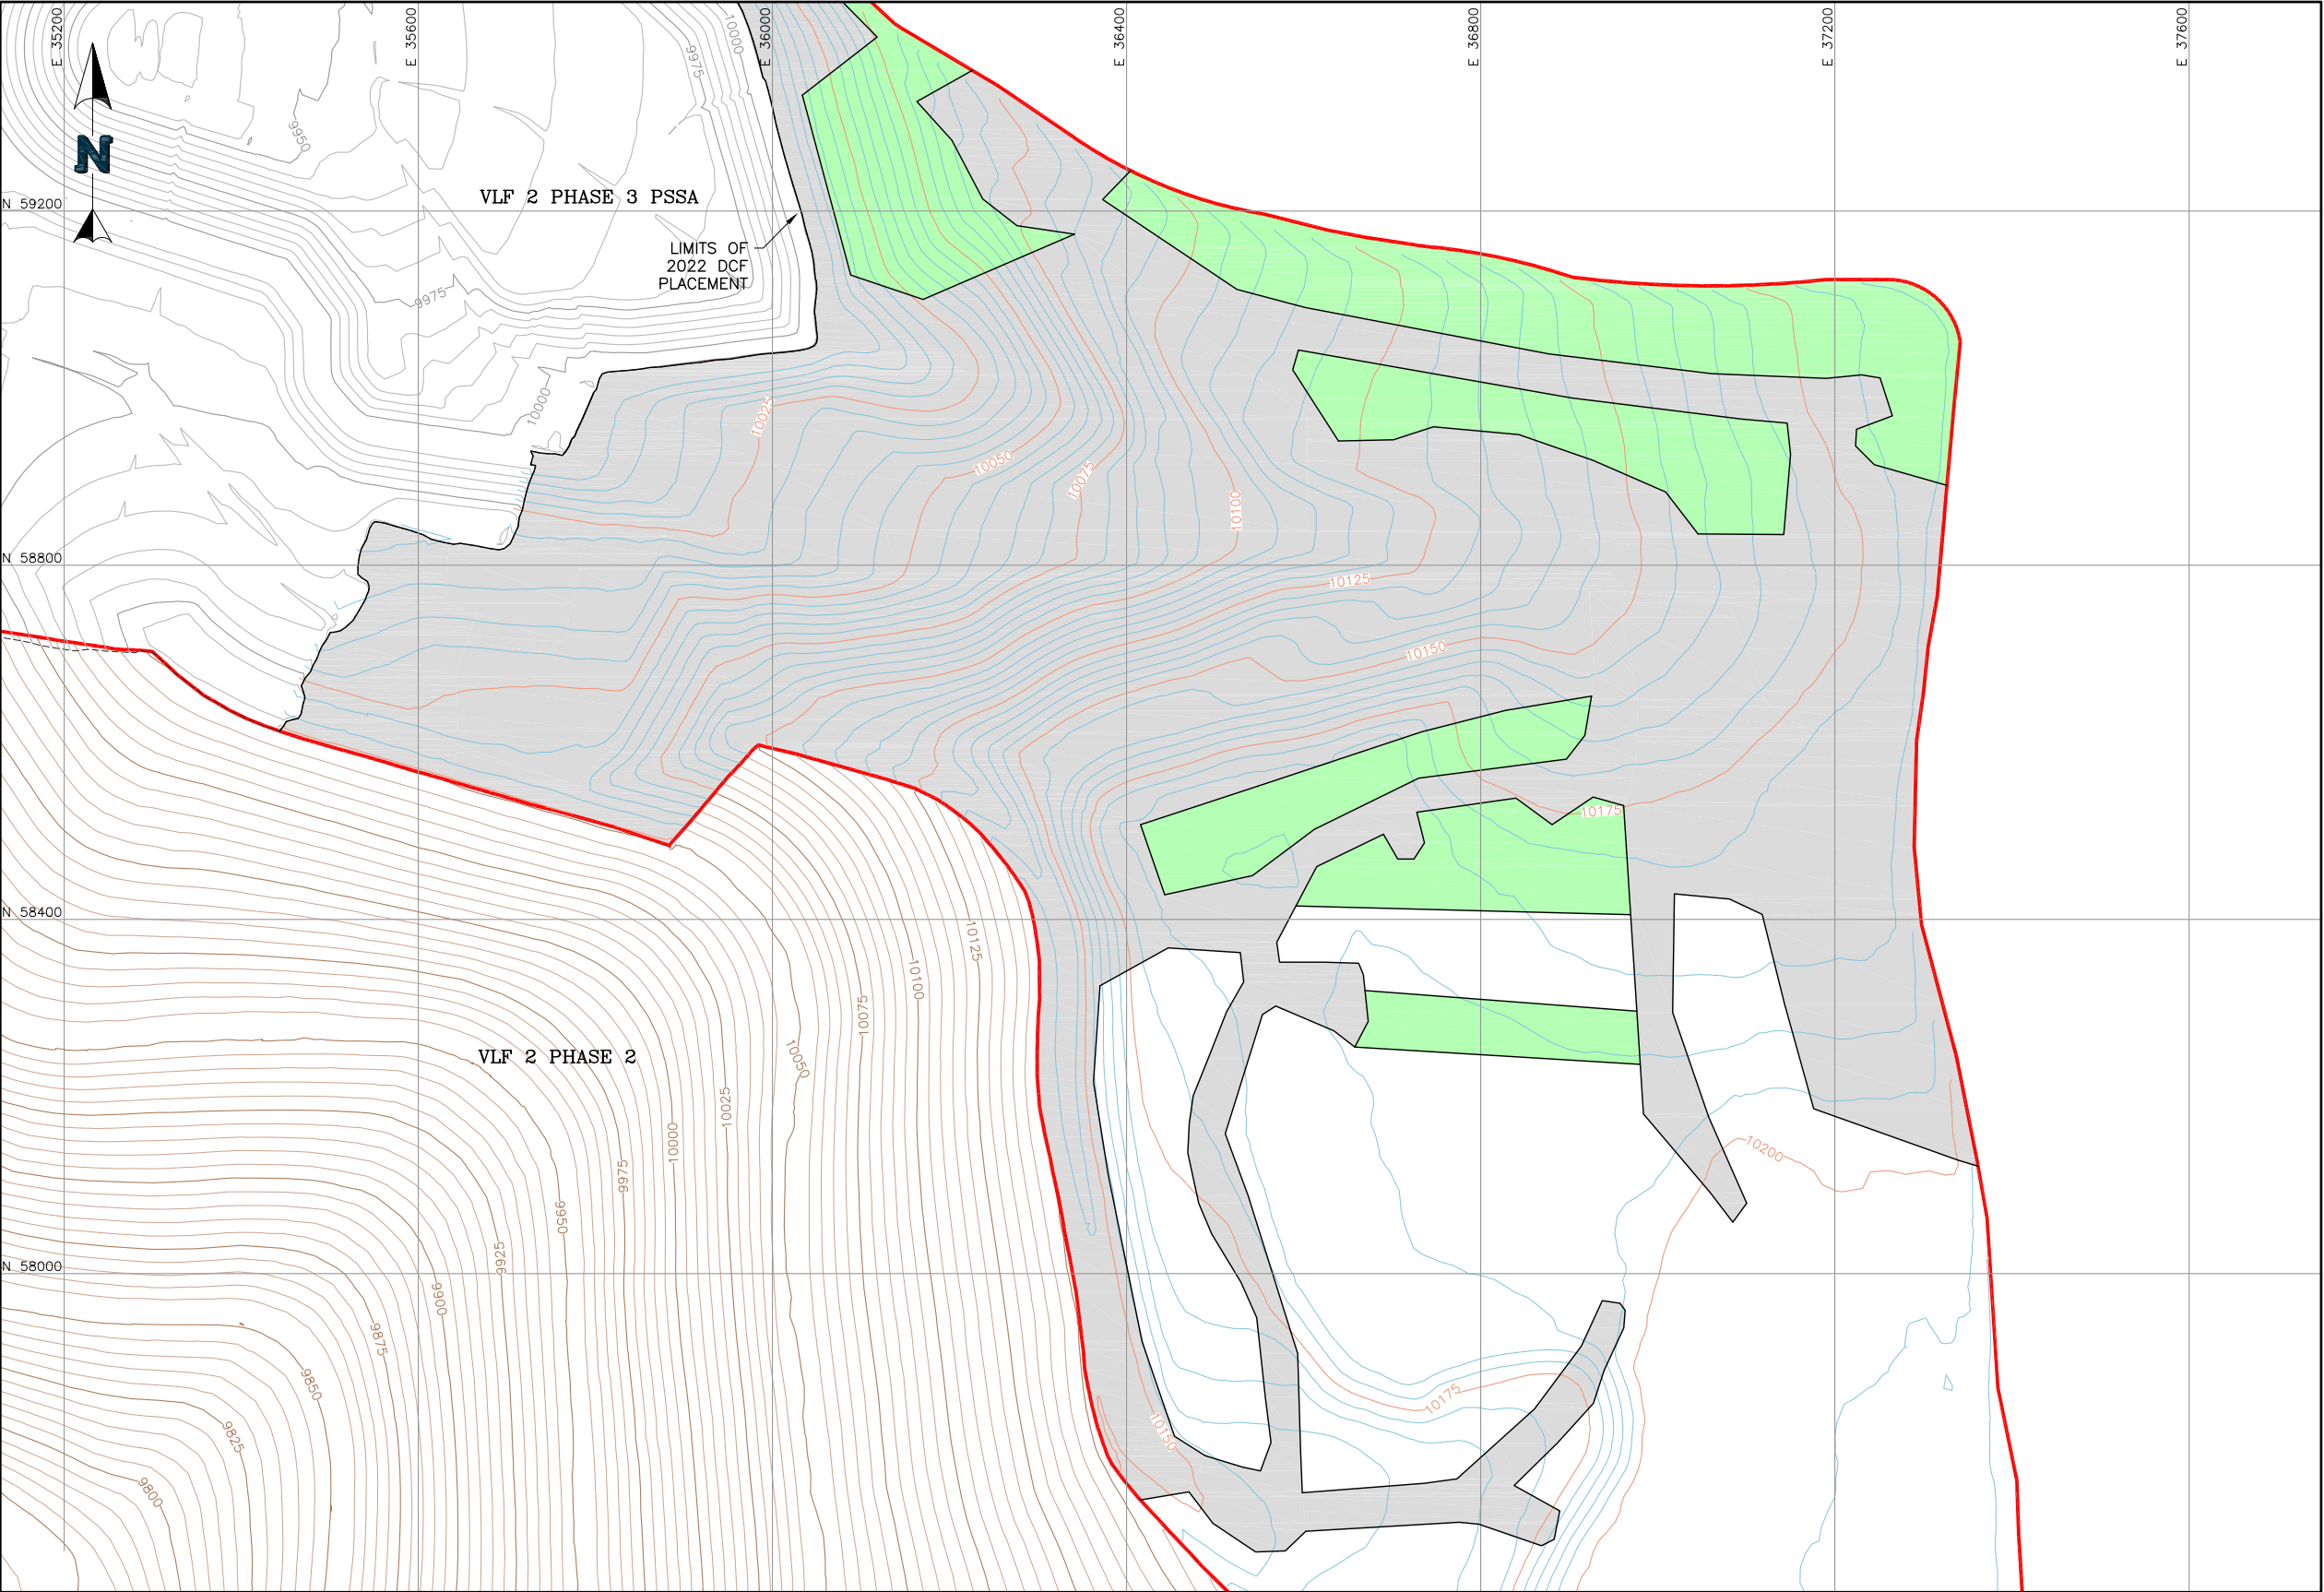 E 35200
E 35600
E 36000
E 36400
E 36800
E 37200
E 37600
10000
9975
9950
N
VLF 2 PHASE 3 PSSA
N 59200
LIMITS OF
2022 DCF
PLACEMENT
9975
10000
10025
10050
10075
10100
N 58800
10125
10150
10175
N 58400
10125
10100
10075
10050
VLF 2 PHASE 2
10025
10000
9975
10200
9950
9925
N 58000
9900
9875
9850
10175
10150
9825
9800